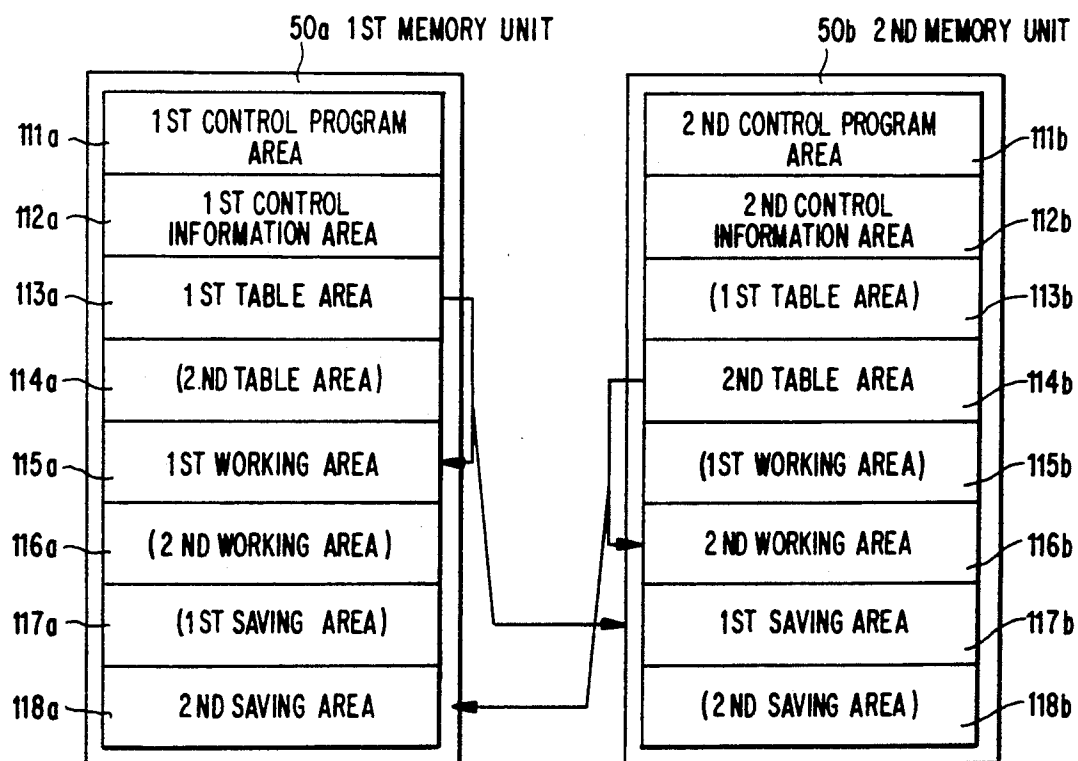 50a 1ST MEMORY UNIT
111a
1ST CONTROL PROGRAM
AREA
112a
1ST CONTROL
INFORMATION AREA
113a
1ST TABLE AREA
114a
(2.ND TABLE AREA)
115a
1ST WORKING AREA
116a
(2ND WORKING AREA)
117a
(1ST SAVING AREA)
118a
2ND SAVING AREA
50b 2ND MEMORY UNIT
2ND CONTROL PROGRAM
AREA
111b
2ND CONTROL
INFORMATION AREA
112b
(1ST TABLE AREA)
113b
2ND TABLE AREA
114b
(1ST WORKING AREA)
115b
2ND WORKING AREA
116b
1ST SAVING AREA
117b
(2ND SAVING AREA)
118b